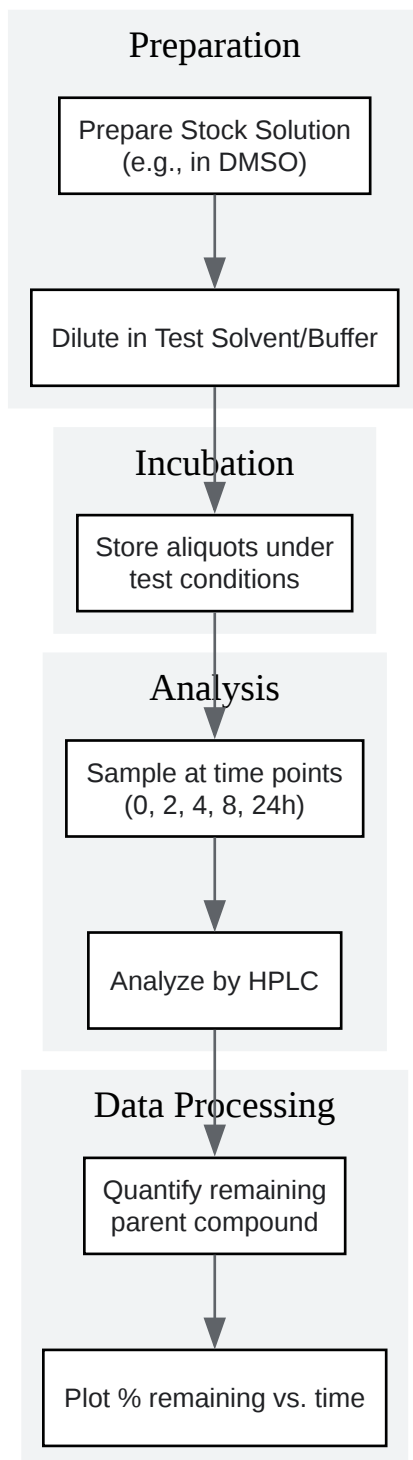 Preparation
Prepare Stock Solution
(e.g., in DMSO)
Dilute in Test Solvent/Buffer
Incubation
Store aliquots under
test conditions
Analysis
Sample at time points
(0, 2, 4, 8, 24h)
Analyze by HPLC
Data Processing
Quantify remaining
parent compound
Plot % remaining vs. time